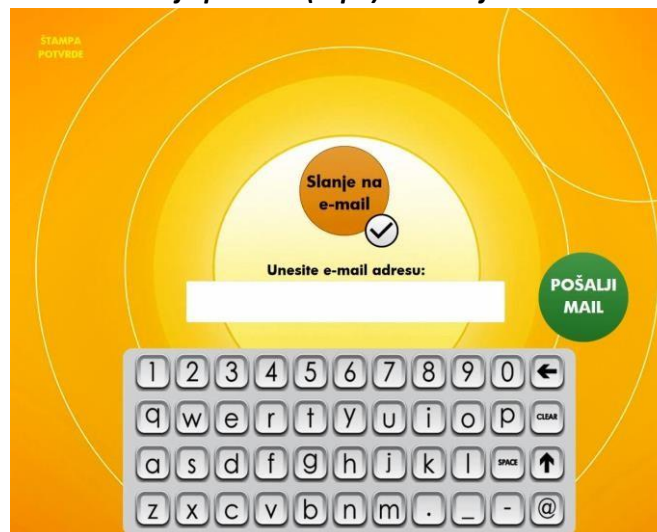 ŠTAMPA
POTVRDE
Slanje na
e-mail
Unesite e-mail adresu:
POŠALJI
MAIL
1 2 3 4 5 6 7 8 9 0
q w e r t y u i o p CLEAR
a s d f g h j k l SPACE
z x c v b n m . _ - @